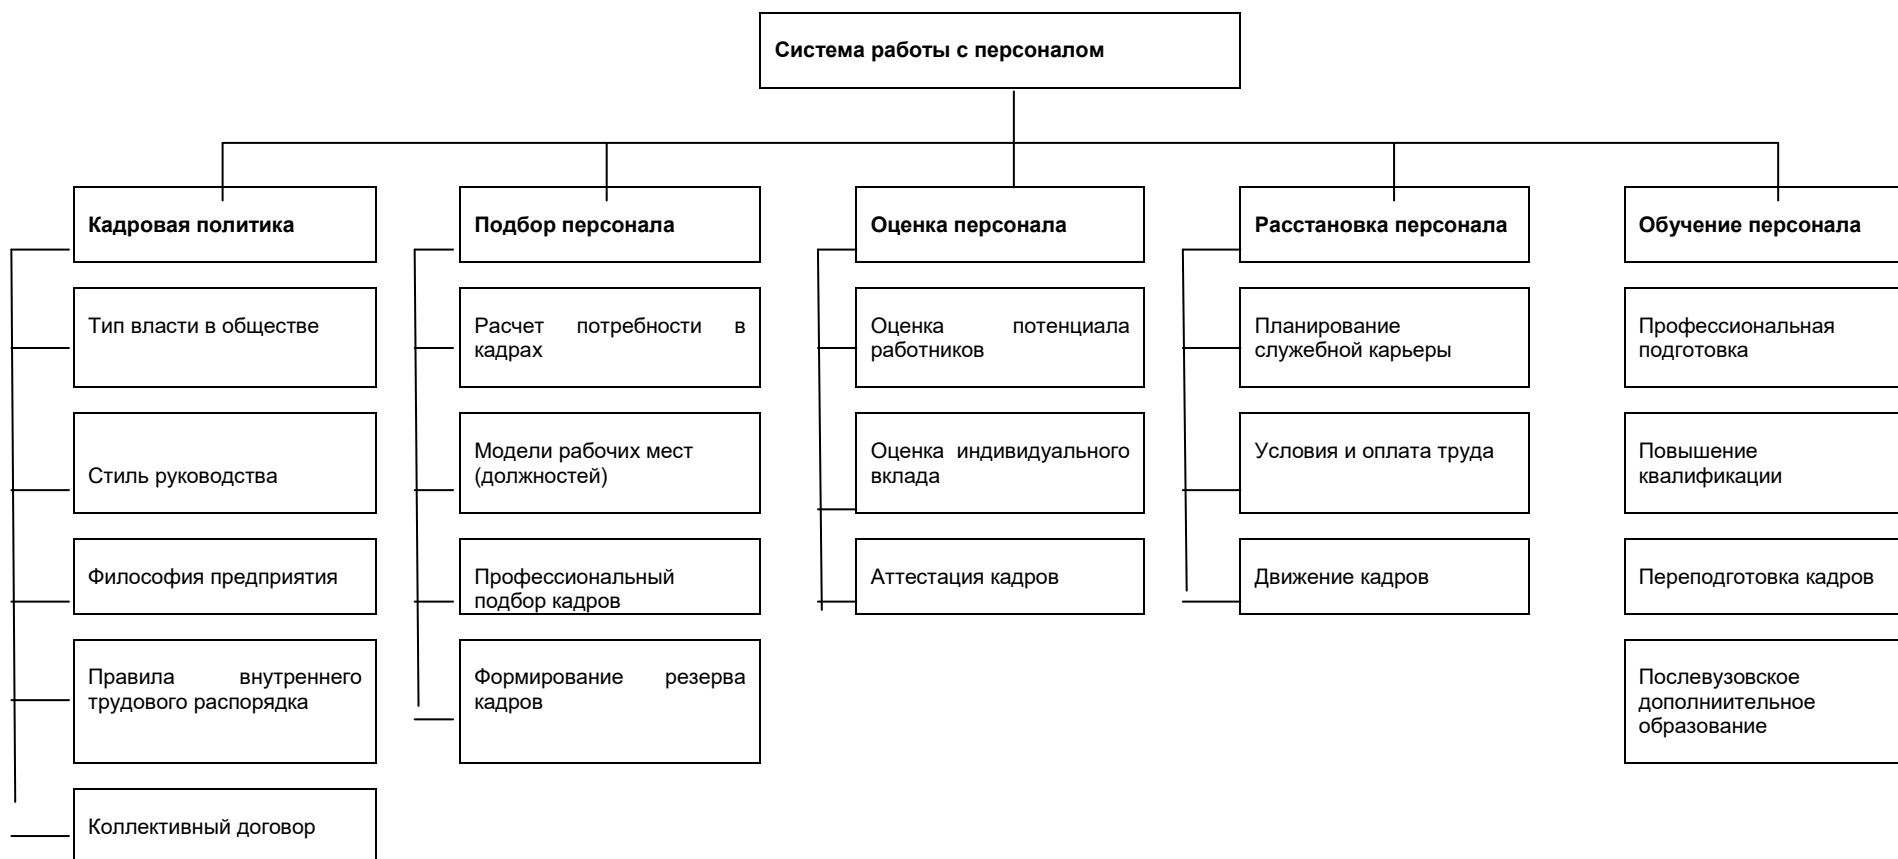 Система работы с персоналом
Кадровая политика
Тип власти в обществе
Стиль руководства
Философия предприятия
Правила внутреннего
трудового распорядка
Коллективный договор
Подбор персонала
Расчет потребности в
кадрах
Модели рабочих мест
(должностей)
Профессиональный
подбор кадров
Формирование резерва
кадров
Оценка персонала
Оценка потенциала
работников
Оценка индивидуального
вклада
Аттестация кадров
Расстановка персонала
Планирование
служебной карьеры
Условия и оплата труда
Движение кадров
Обучение персонала
Профессиональная
подготовка
Повышение
квалификации
Переподготовка кадров
Послевузовское
дополниительное
образование